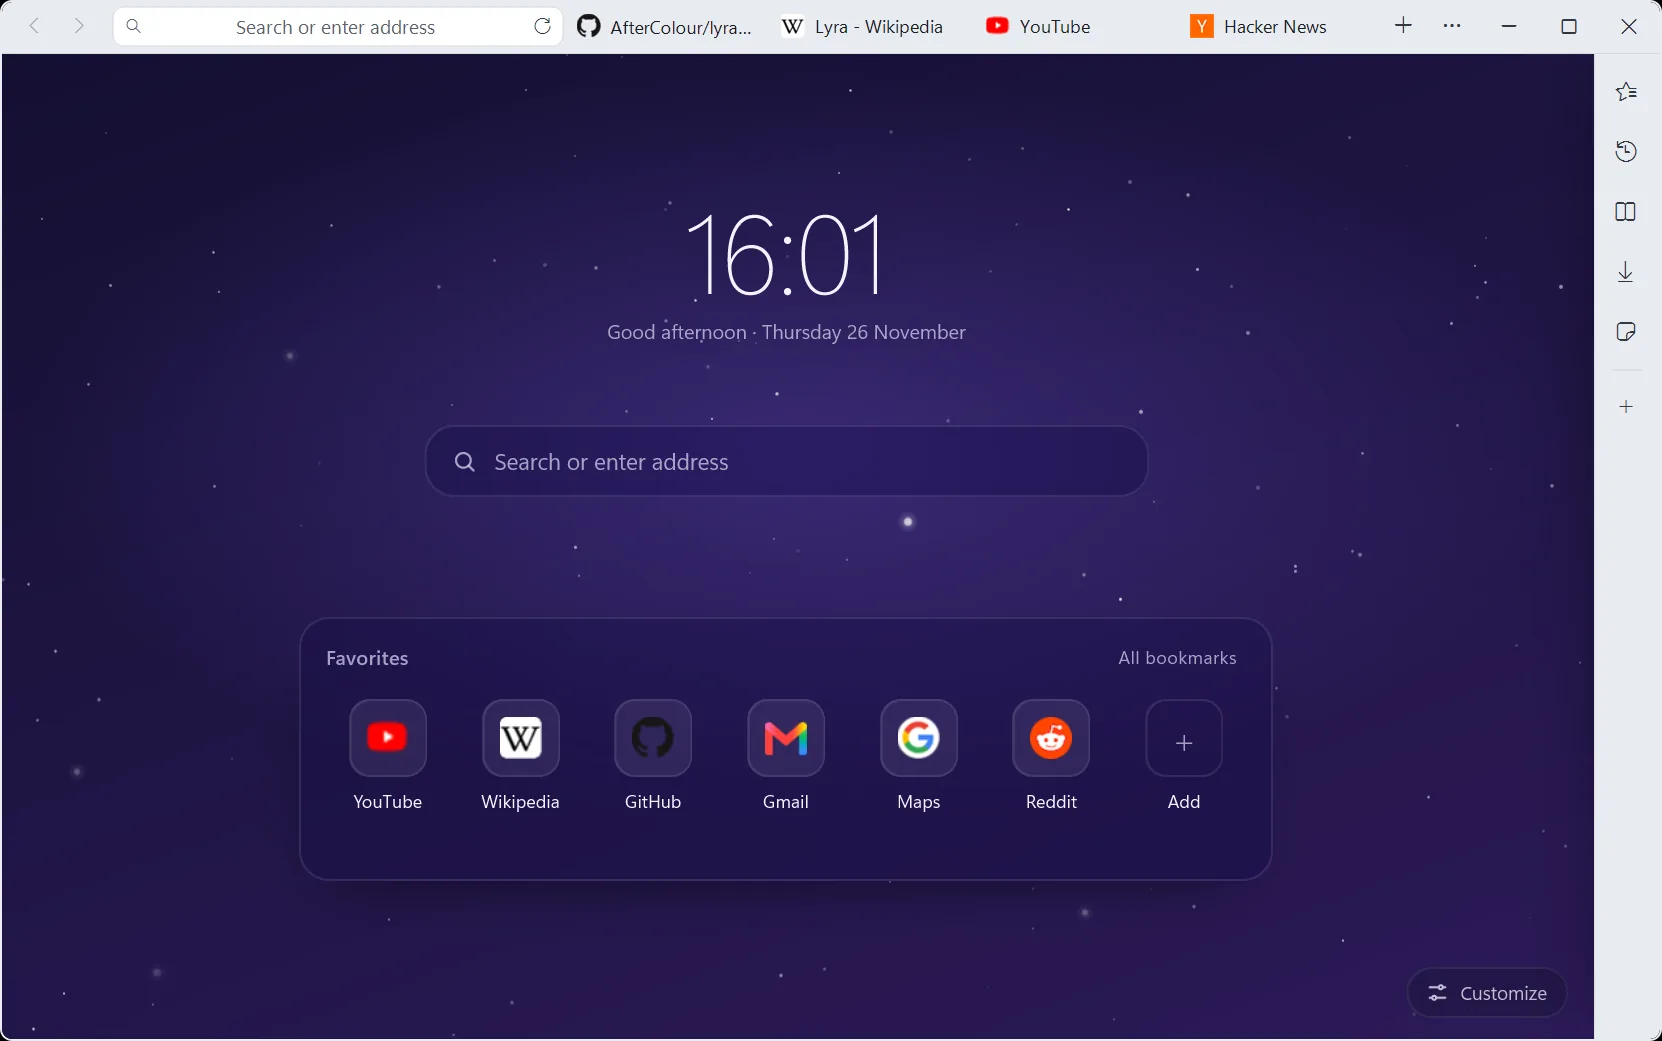 Search or enter address
AfterColour/lyra...
W Lyra - Wikipedia
YouTube
Y Hacker News
16:01
Good afternoon · Thursday 26 November
Search or enter address
Favorites
All bookmarks
W
G
YouTube
Wikipedia
GitHub
Gmail
Maps
Reddit
Add
Customize